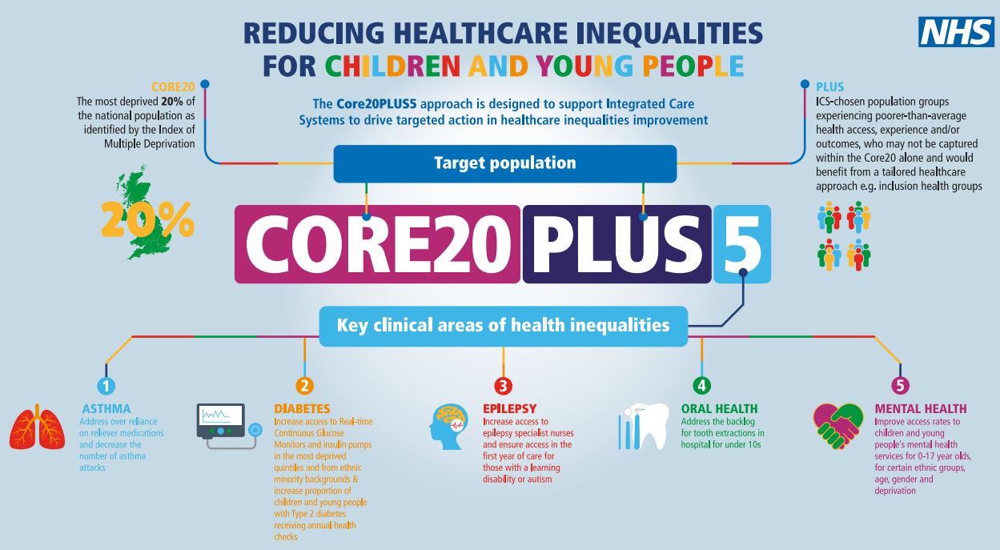 REDUCING HEALTHCARE INEQUALITIES
FOR CHILDREN AND YOUNG PEOPLE
NHS
The Core20PLUS5 approach is designed to support Integrated Care
Systems to drive targeted action in healthcare inequalities improvement
CORE20
The most deprived 20% of
the national population as
identified by the Index of
Multiple Deprivation
20%
PLUS
ICS-chosen population groups
experiencing poorer-than-average
health access, experience and/or
outcomes, who may not be captured
within the Core20 alone and would
benefit from a tailored healthcare
approach e.g. inclusion health groups
Target population
CORE20 PLUS 5
Key clinical areas of health inequalities
1
ASTHMA
Address over reliance
on reliever medications
and decrease the
number of asthma
attacks
2
DIABETES
Increase access to Real-time
Continuous Glucose
Monitors and insulin pumps
in the most deprived
quintiles and from ethnic
minority backgrounds &
increase proportion of
children and young people
with Type 2 diabetes
receiving annual health
checks
3
EPILEPSY
Increase access to
epilepsy specialist nurses
and ensure access in the
first year of care for
those with a learning
disability or autism
4
ORAL HEALTH
Address the backlog
for tooth extractions in
hospital for under 10s
5
MENTAL HEALTH
Improve access rates to
children and young
people's mental health
services for 0-17 year olds,
for certain ethnic groups,
age, gender and
deprivation